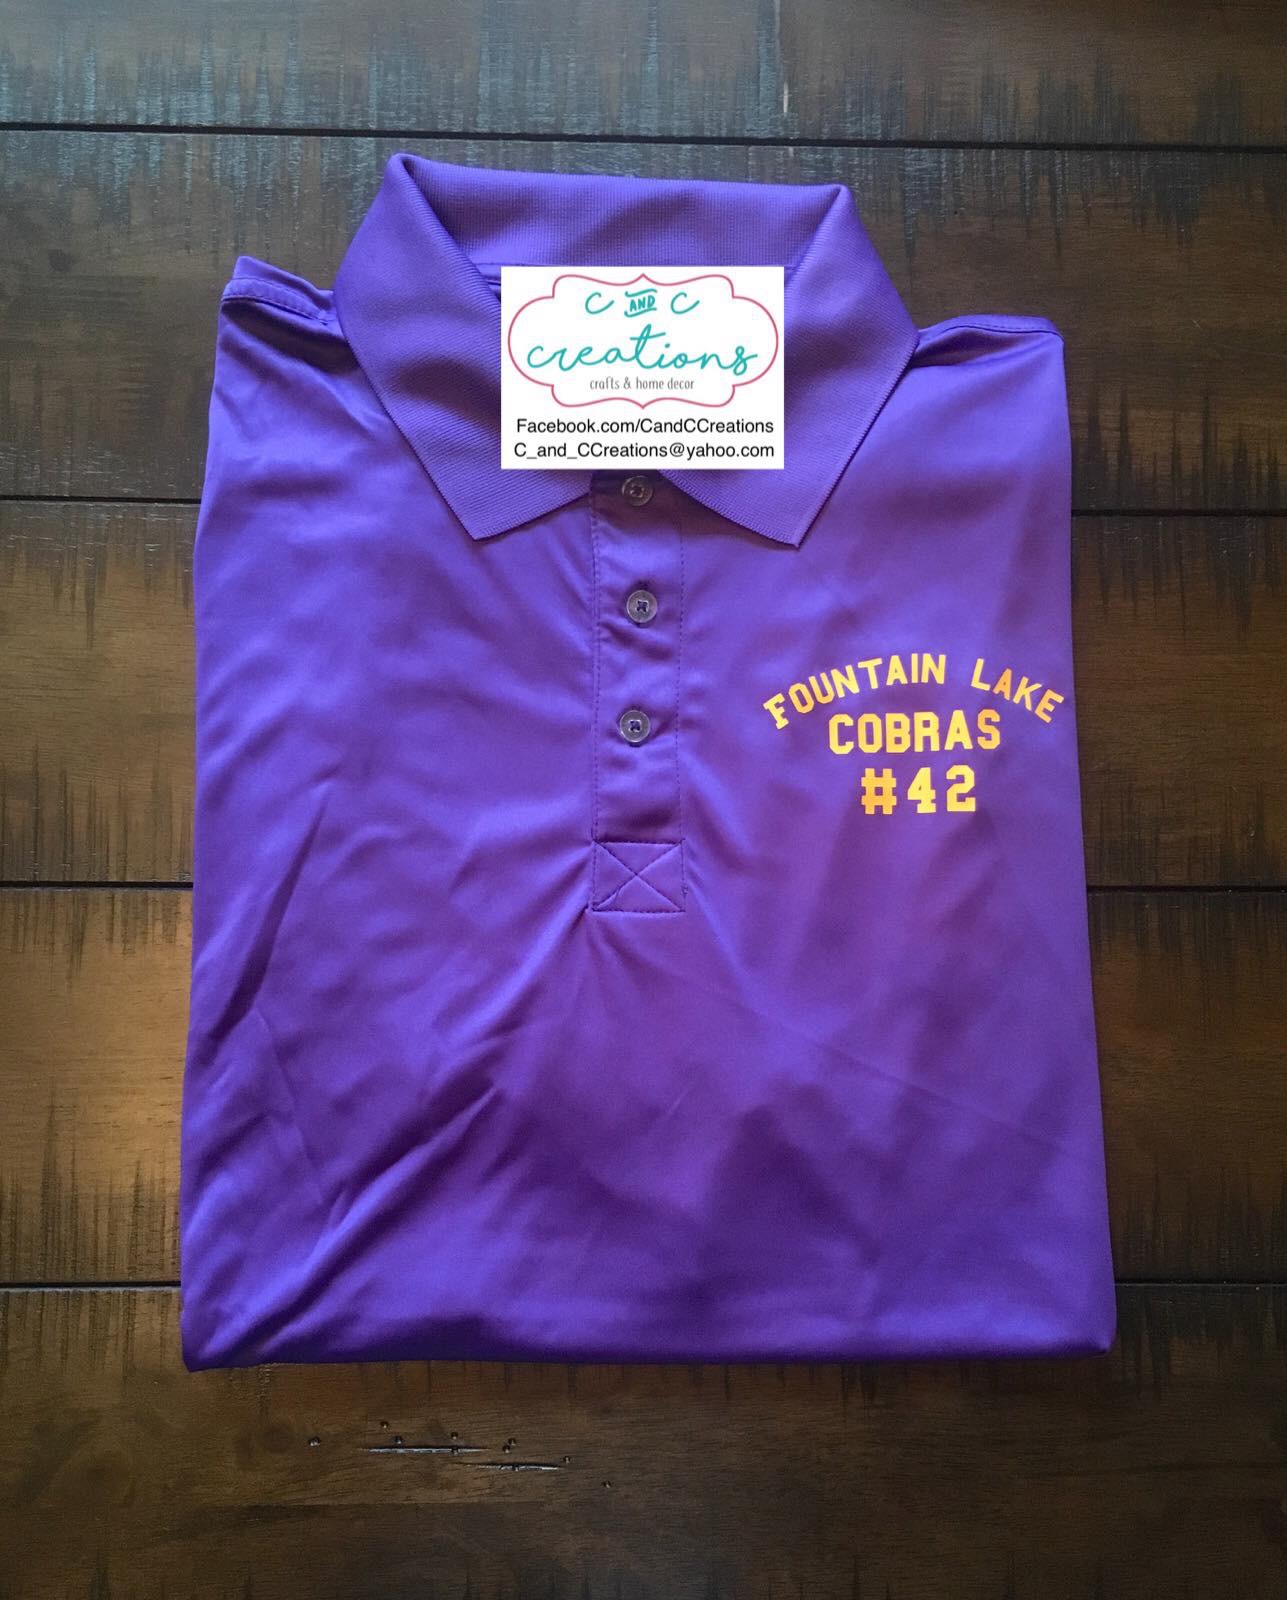 C AND C
creations
crafts & home decor
Facebook.com/CandCCreations
C_and_CCreations@yahoo.com
FOUNTAIN LAKE
COBRAS
#42